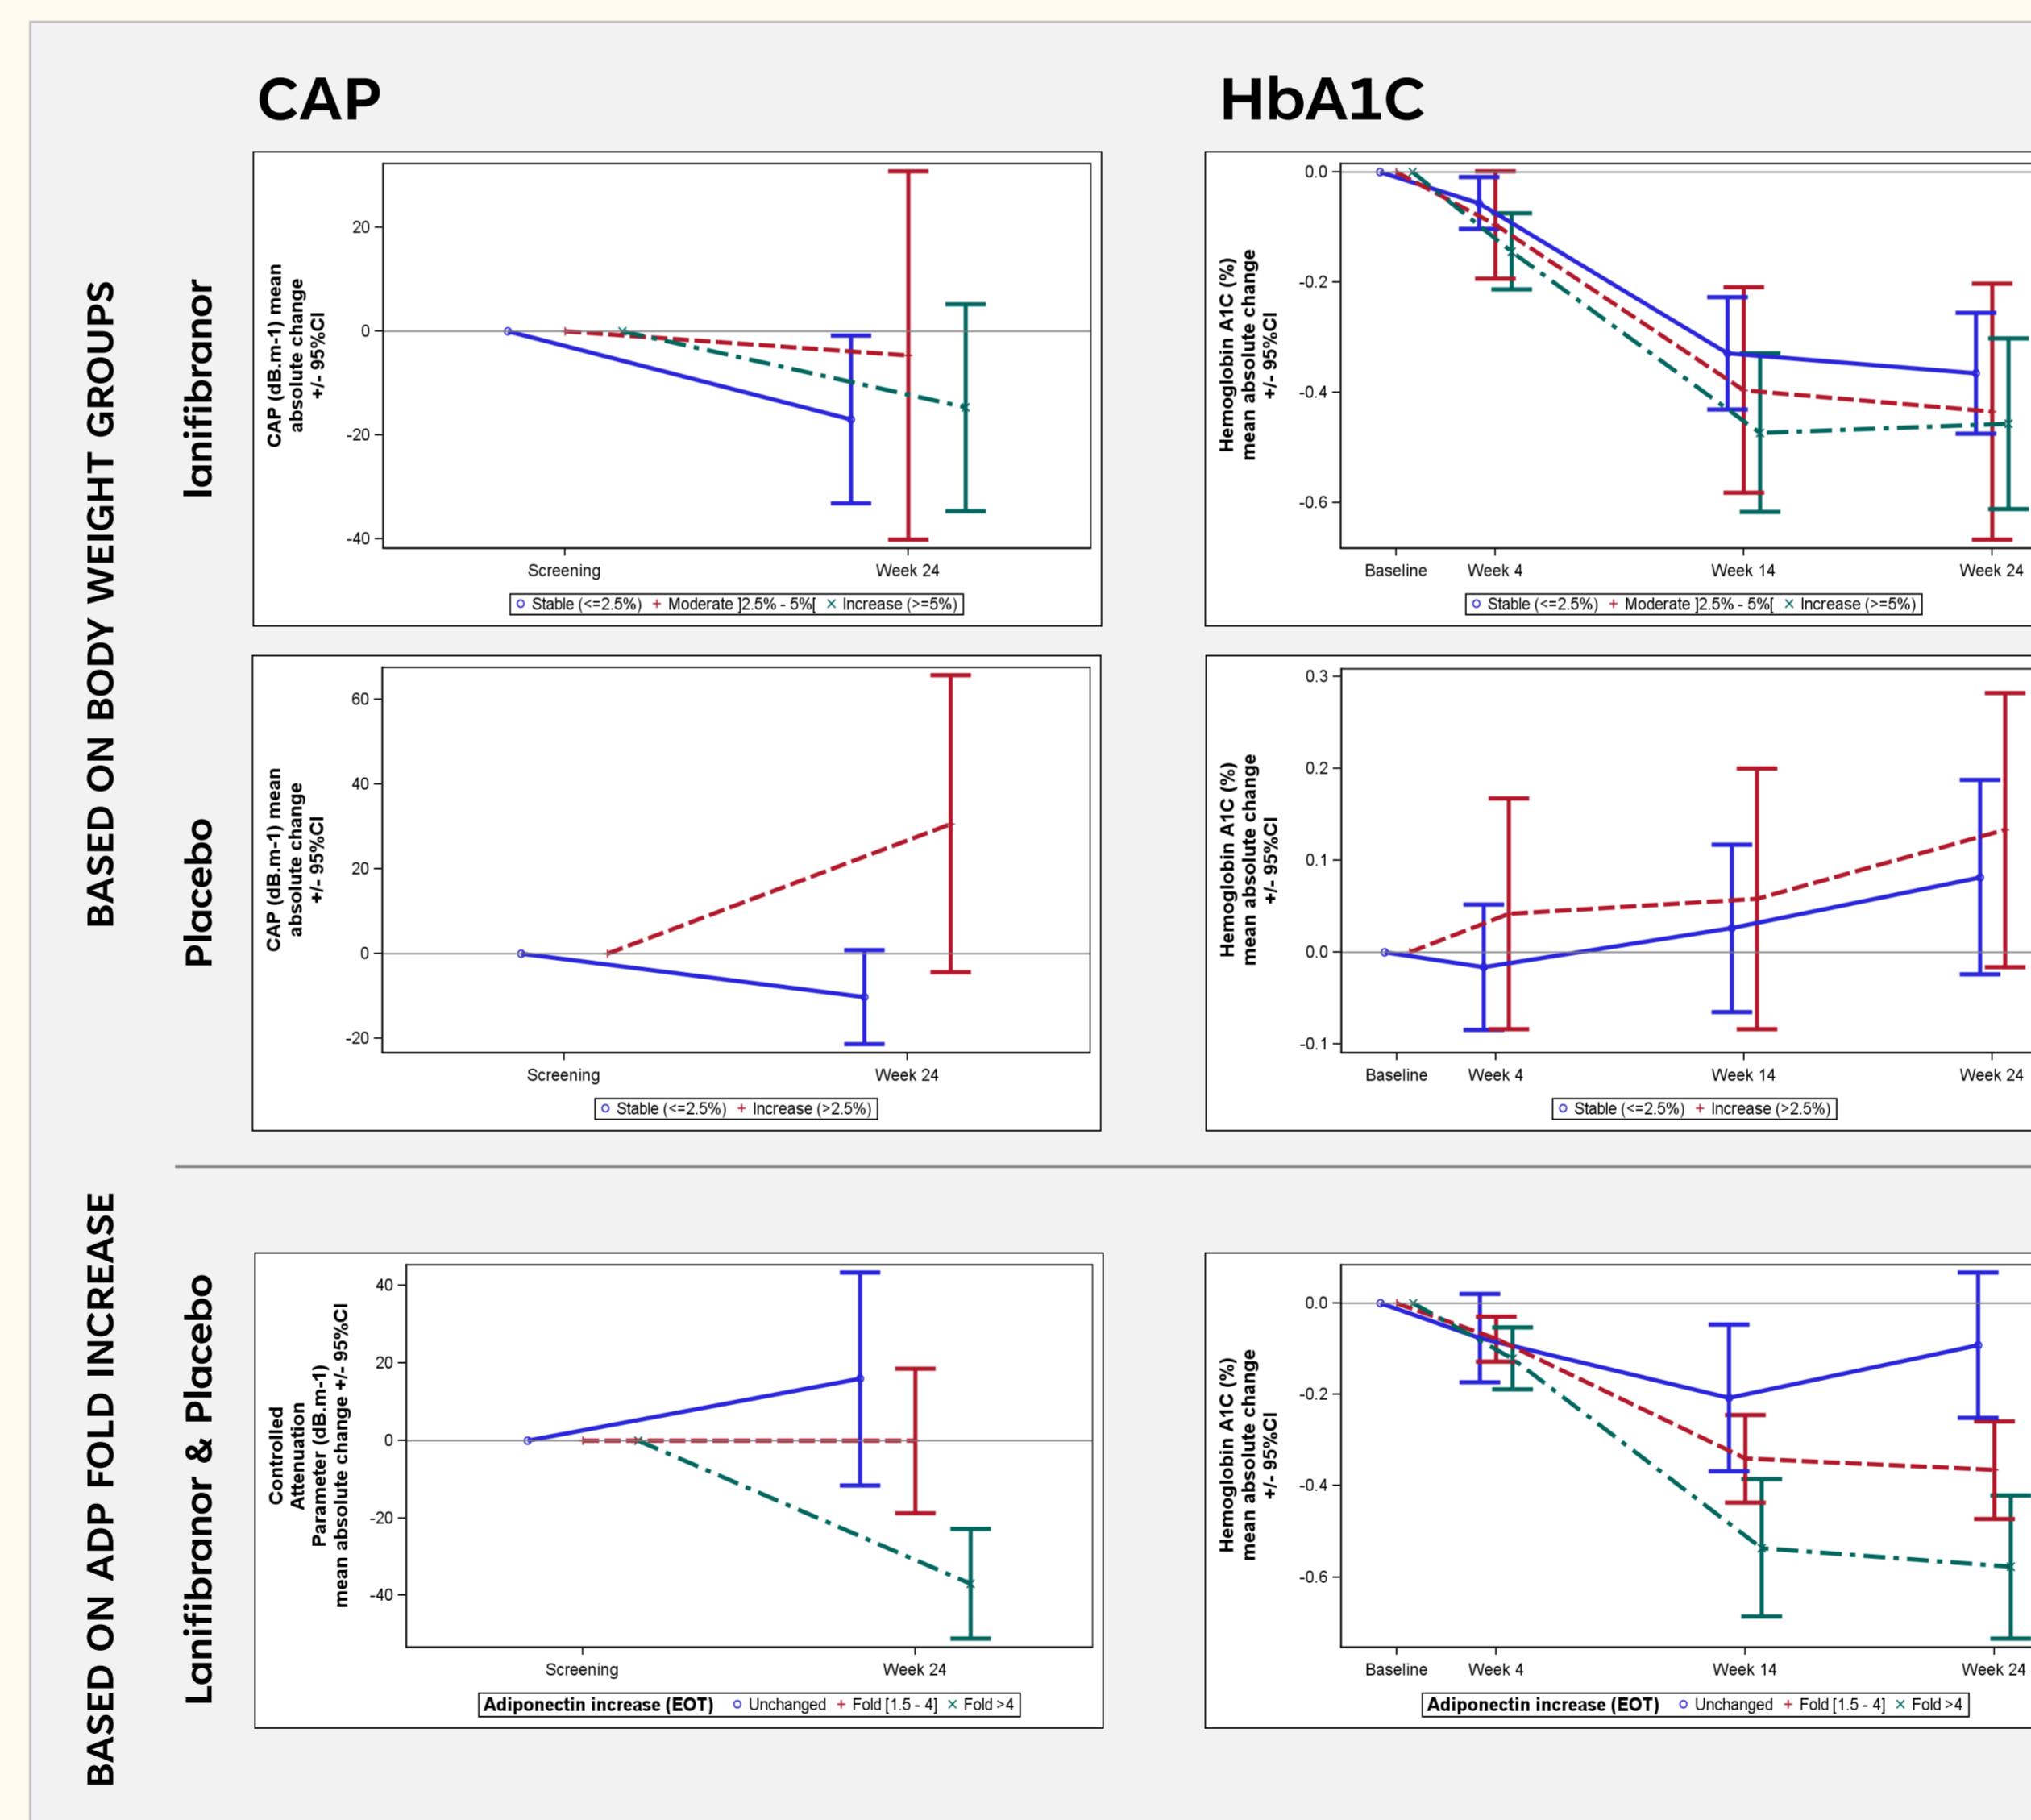 CAP
HbA1C
BASED ON BODY WEIGHT GROUPS
lanifibranor
CAP (dB.m-1) mean
absolute change
+/- 95%CI
20
0
-20
-40
Screening
Week 24
Stable (<=2.5%) Moderate ]2.5% - 5%[ Increase (>=5%)
Hemoglobin A1C (%)
mean absolute change
+/- 95%CI
0.0
-0.2
-0.4
-0.6
Baseline
Week 4
Week 14
Week 24
Stable (<=2.5%) Moderate ]2.5% - 5%[ Increase (>=5%)
Placebo
CAP (dB.m-1) mean
absolute change
+/- 95%CI
60
40
20
0
-20
Screening
Week 24
Stable (<=2.5%) Increase (>2.5%)
Hemoglobin A1C (%)
mean absolute change
+/- 95%CI
0.3
0.2
0.1
0.0
-0.1
Baseline
Week 4
Week 14
Week 24
Stable (<=2.5%) Increase (>2.5%)
BASED ON ADP FOLD INCREASE
Lanifibranor & Placebo
Controlled
Attenuation
Parameter (dB.m-1)
mean absolute change +/- 95%CI
40
20
0
-20
-40
Screening
Week 24
Adiponectin increase (EOT) Unchanged Fold [1.5 - 4] Fold >4
Hemoglobin A1C (%)
mean absolute change
+/- 95%CI
0.0
-0.2
-0.4
-0.6
Baseline
Week 4
Week 14
Week 24
Adiponectin increase (EOT) Unchanged Fold [1.5 - 4] Fold >4